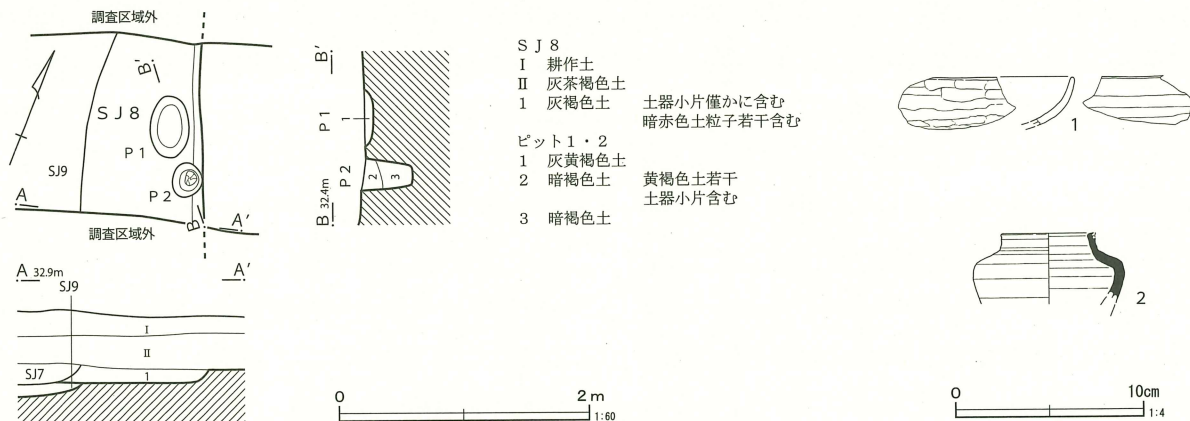 調査区域外
B'
SJ8
P1
SJ9
P2
A
B
A'
調査区域外
A 32.9m
A'
SJ9
I
II
SJ7
1
B'
P1
1
P2
2
3
B 32.4m
SJ8
I 耕作土
II 灰茶褐色土
1 灰褐色土 土器小片僅かに含む
暗赤色土粒子若干含む
ピット1・2
1 灰黄褐色土
2 暗褐色土 黄褐色土若干
土器小片含む
3 暗褐色土
0 2m
1:60
1
2
0 10cm
1:4